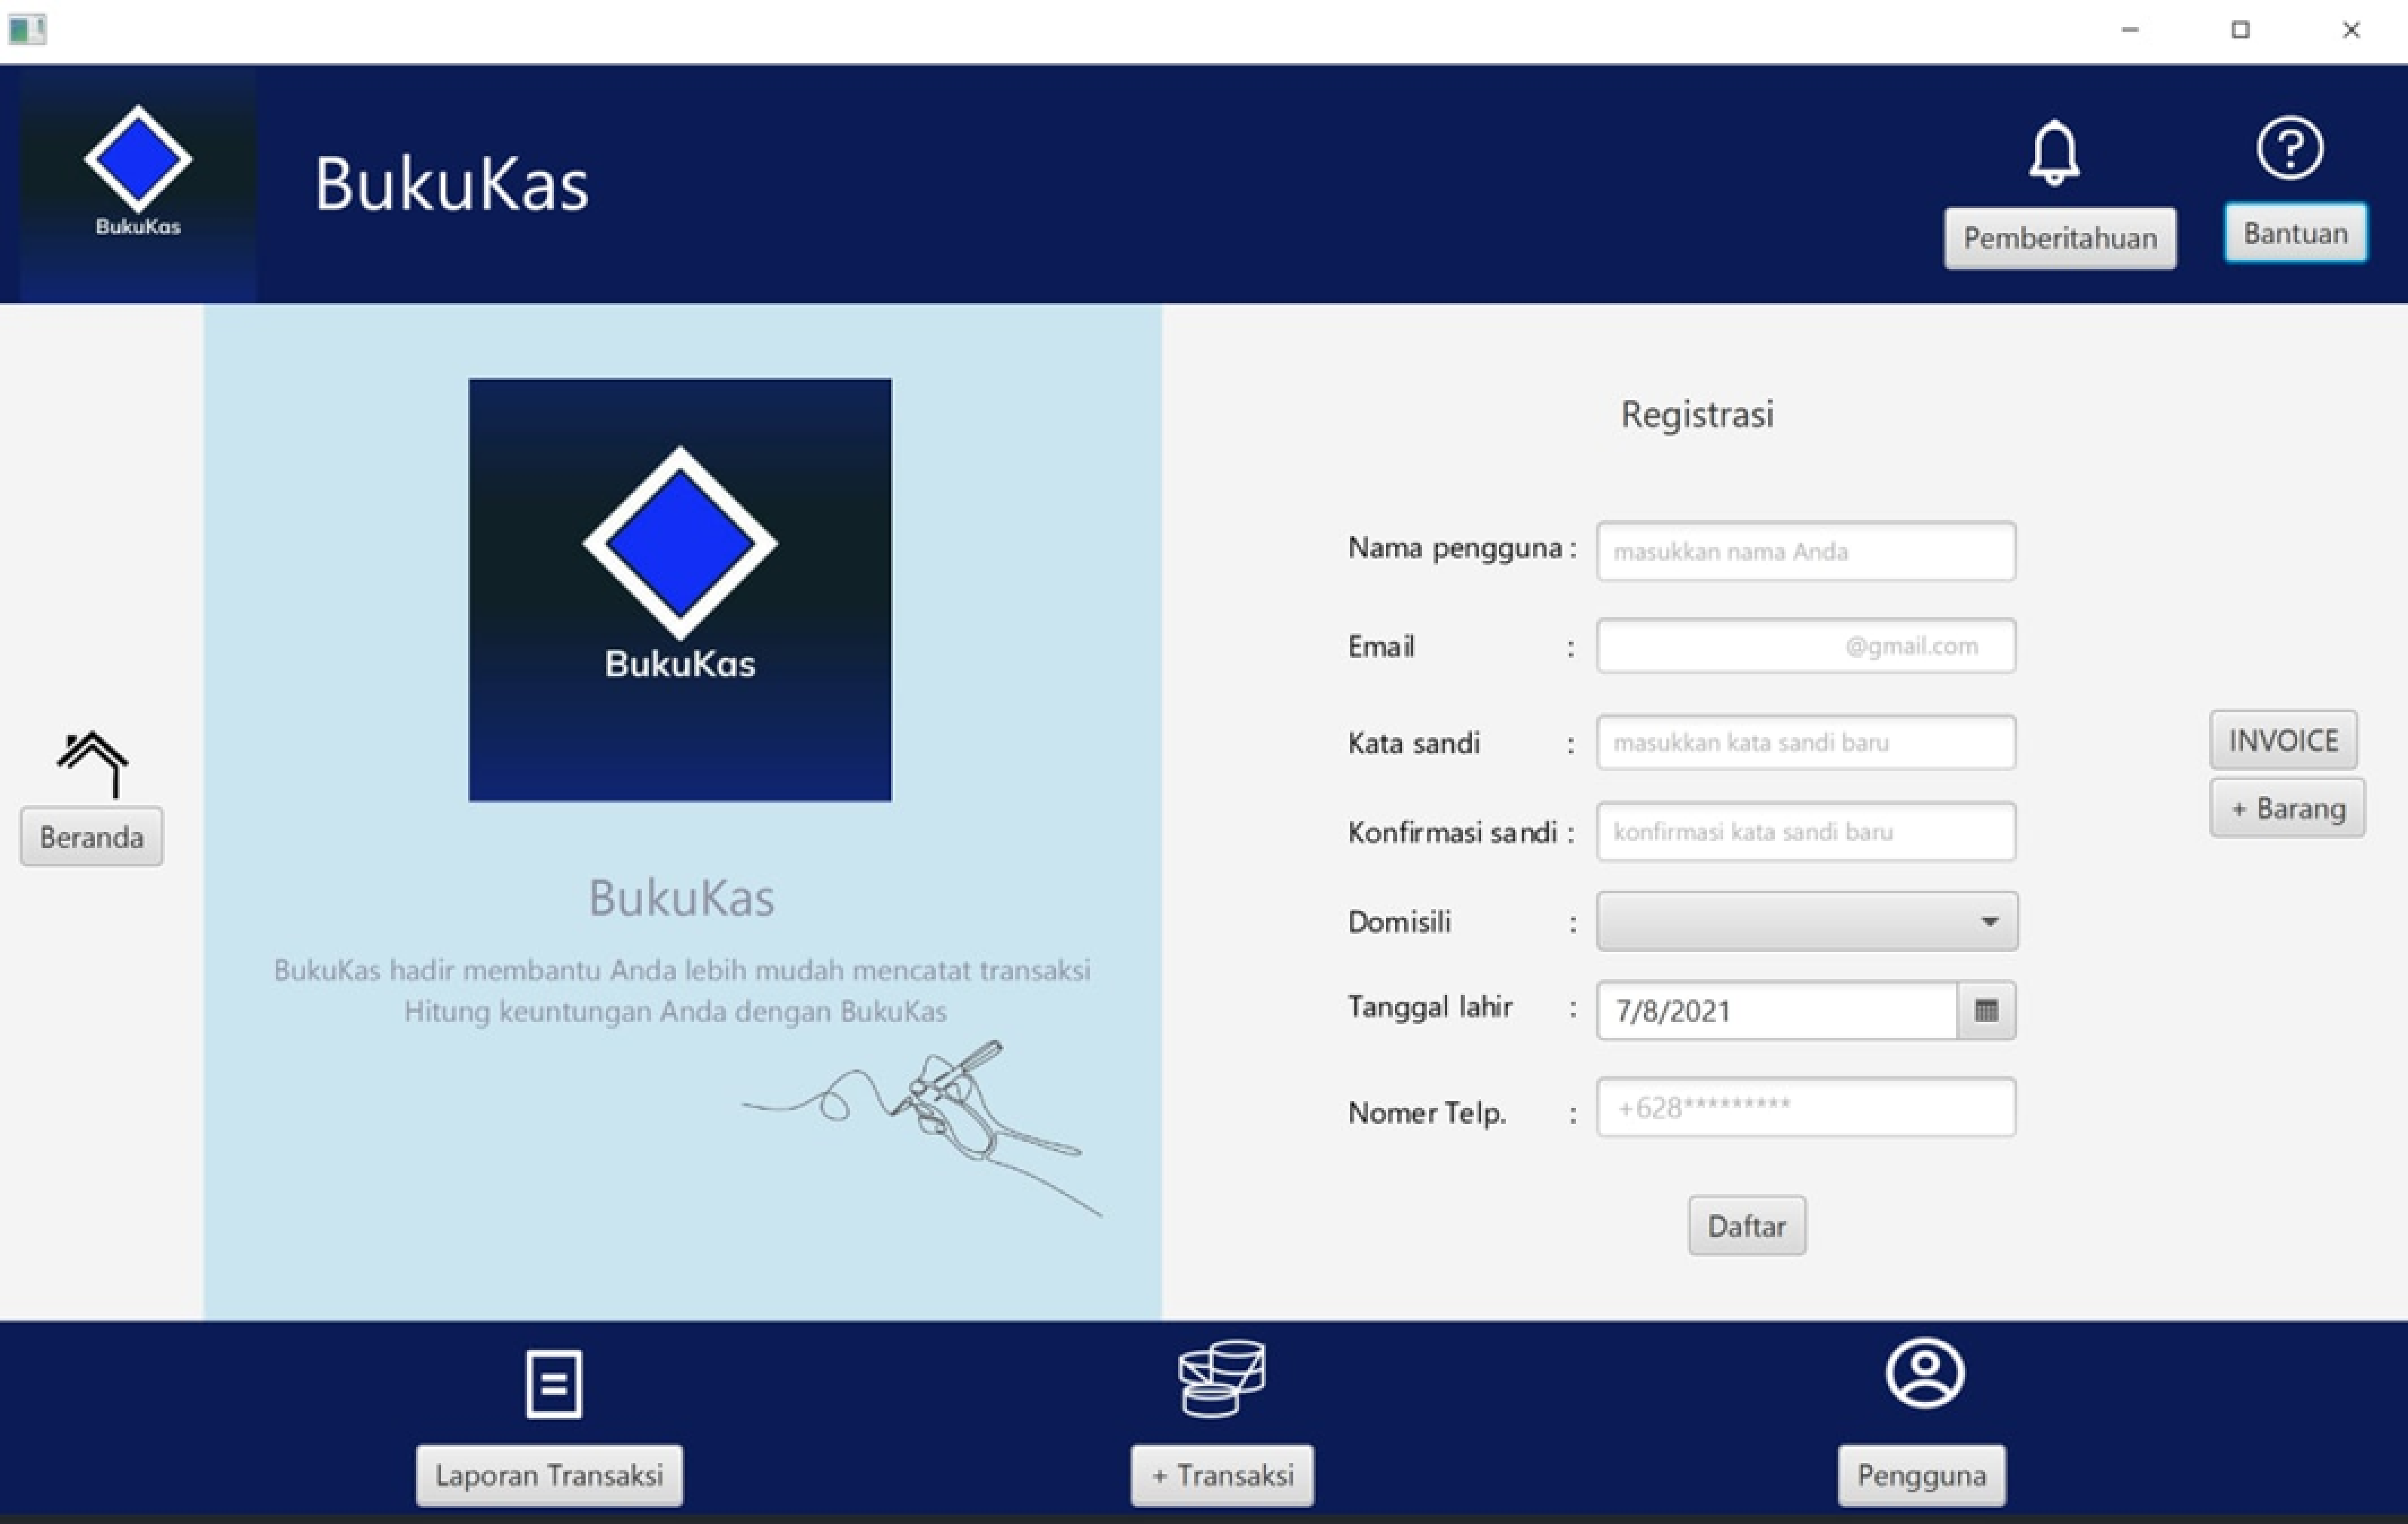 BukuKas
BukuKas
Pemberitahuan
Bantuan
BukuKas
BukuKas
BukuKas hadir membantu Anda lebih mudah mencatat transaksi
Hitung keuntungan Anda dengan BukuKas
Beranda
Registrasi
Nama pengguna : masukkan nama Anda
Email : @gmail.com
Kata sandi : masukkan kata sandi baru
Konfirmasi sandi : konfirmasi kata sandi baru
Domisili :
Tanggal lahir : 7/8/2021
Nomer Telp. : +628*********
Daftar
INVOICE
+ Barang
Laporan Transaksi
+ Transaksi
Pengguna